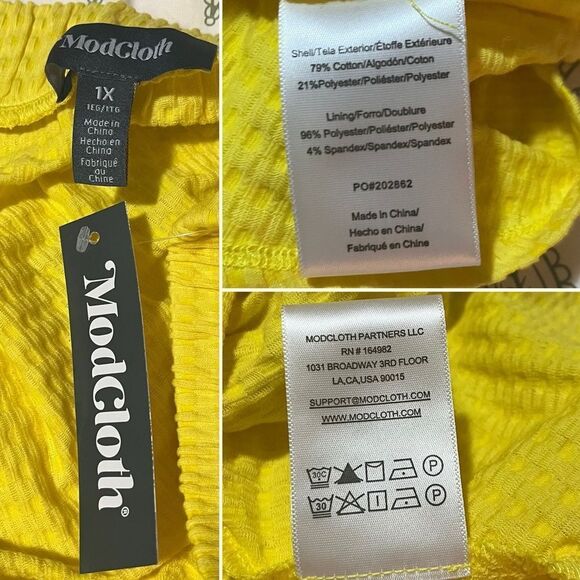 ModCloth
1X
1EG/1TG
Made in
China
Hecho en
China
Fabriqué
au
Chine
ModCloth®
Shell/Tela Exterior/Étoffe Extérieure
79% Cotton/Algodón/Coton
21%Polyester/Poliéster/Polyester
Lining/Forro/Doublure
96% Polyester/Poliéster/Polyester
4% Spandex/Spandex/Spandex
PO#202862
Made in China/
Hecho en China/
Fabriqué en Chine
MODCLOTH PARTNERS LLC
RN # 164982
1031 BROADWAY 3RD FLOOR
LA,CA,USA 90015
SUPPORT@MODCLOTH.COM
WWW.MODCLOTH.COM
30C P
30 P